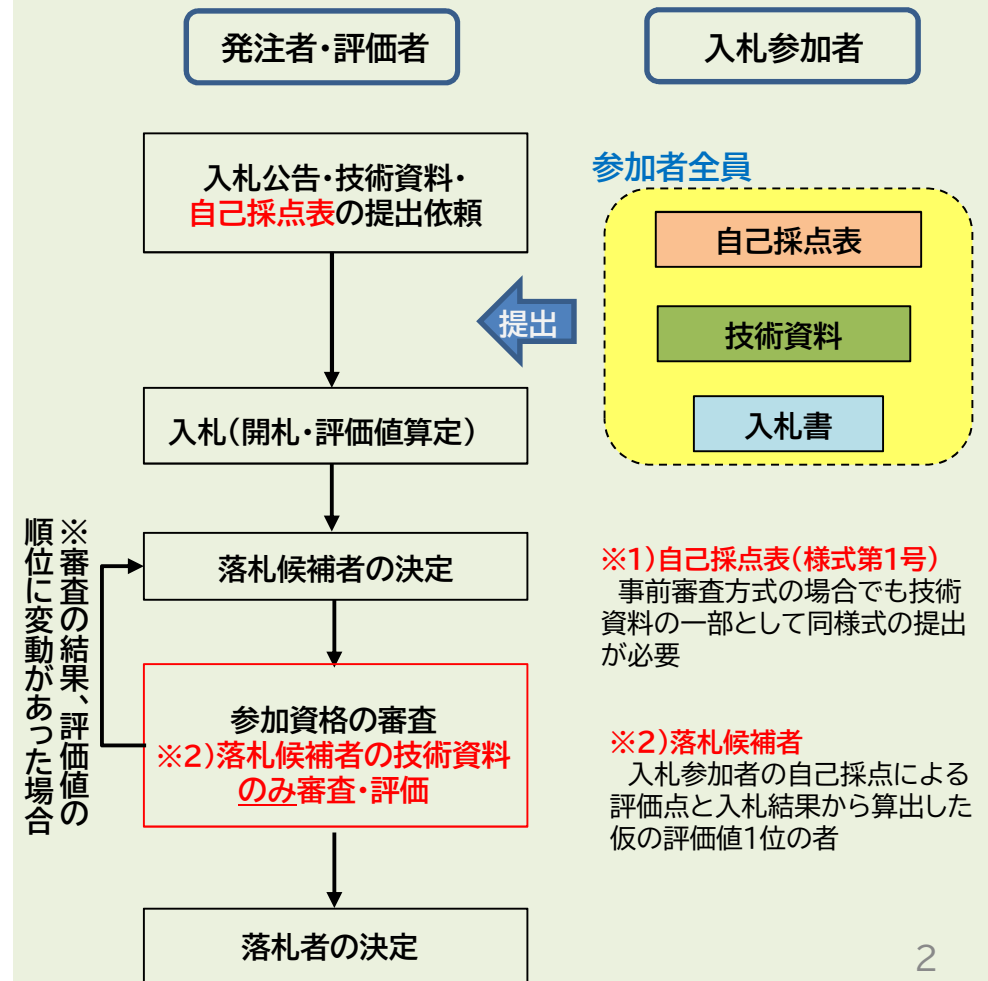 発注者・評価者
入札参加者
入札公告・技術資料・
自己採点表の提出依頼
参加者全員
自己採点表
技術資料
入札書
提出
入札(開札・評価値算定)
落札候補者の決定
※審査の結果、評価値の
順位に変動があった場合
参加資格の審査
※2)落札候補者の技術資料
のみ審査・評価
落札者の決定
※1)自己採点表(様式第1号)
事前審査方式の場合でも技術
資料の一部として同様式の提出
が必要
※2)落札候補者
入札参加者の自己採点による
評価点と入札結果から算出した
仮の評価値1位の者
2